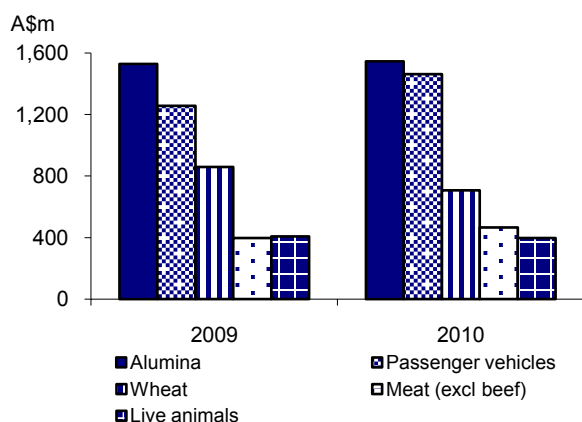 A$m
1,600
1,200
800
400
0
2009 2010
Alumina Passenger vehicles
Wheat Meat (excl beef)
Live animals